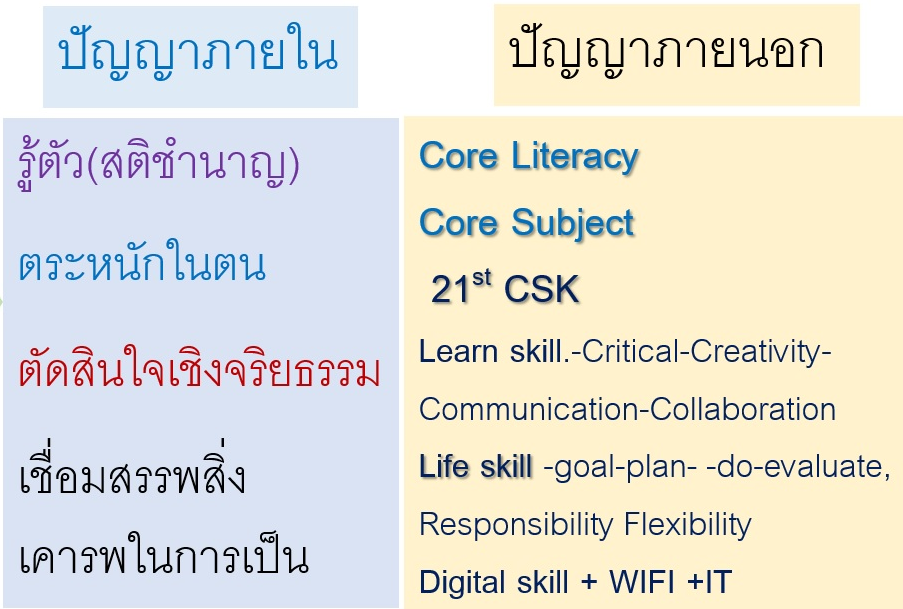 ปัญญาภายใน
ปัญญาภายนอก
รู้ตัว(สติชำนาญ)
ตระหนักในตน
ตัดสินใจเชิงจริยธรรม
เชื่อมสรรพสิ่ง
เคารพในการเป็น
Core Literacy
Core Subject
21st CSK
Learn skill.-Critical-Creativity-
Communication-Collaboration
Life skill -goal-plan- -do-evaluate,
Responsibility Flexibility
Digital skill + WIFI +IT